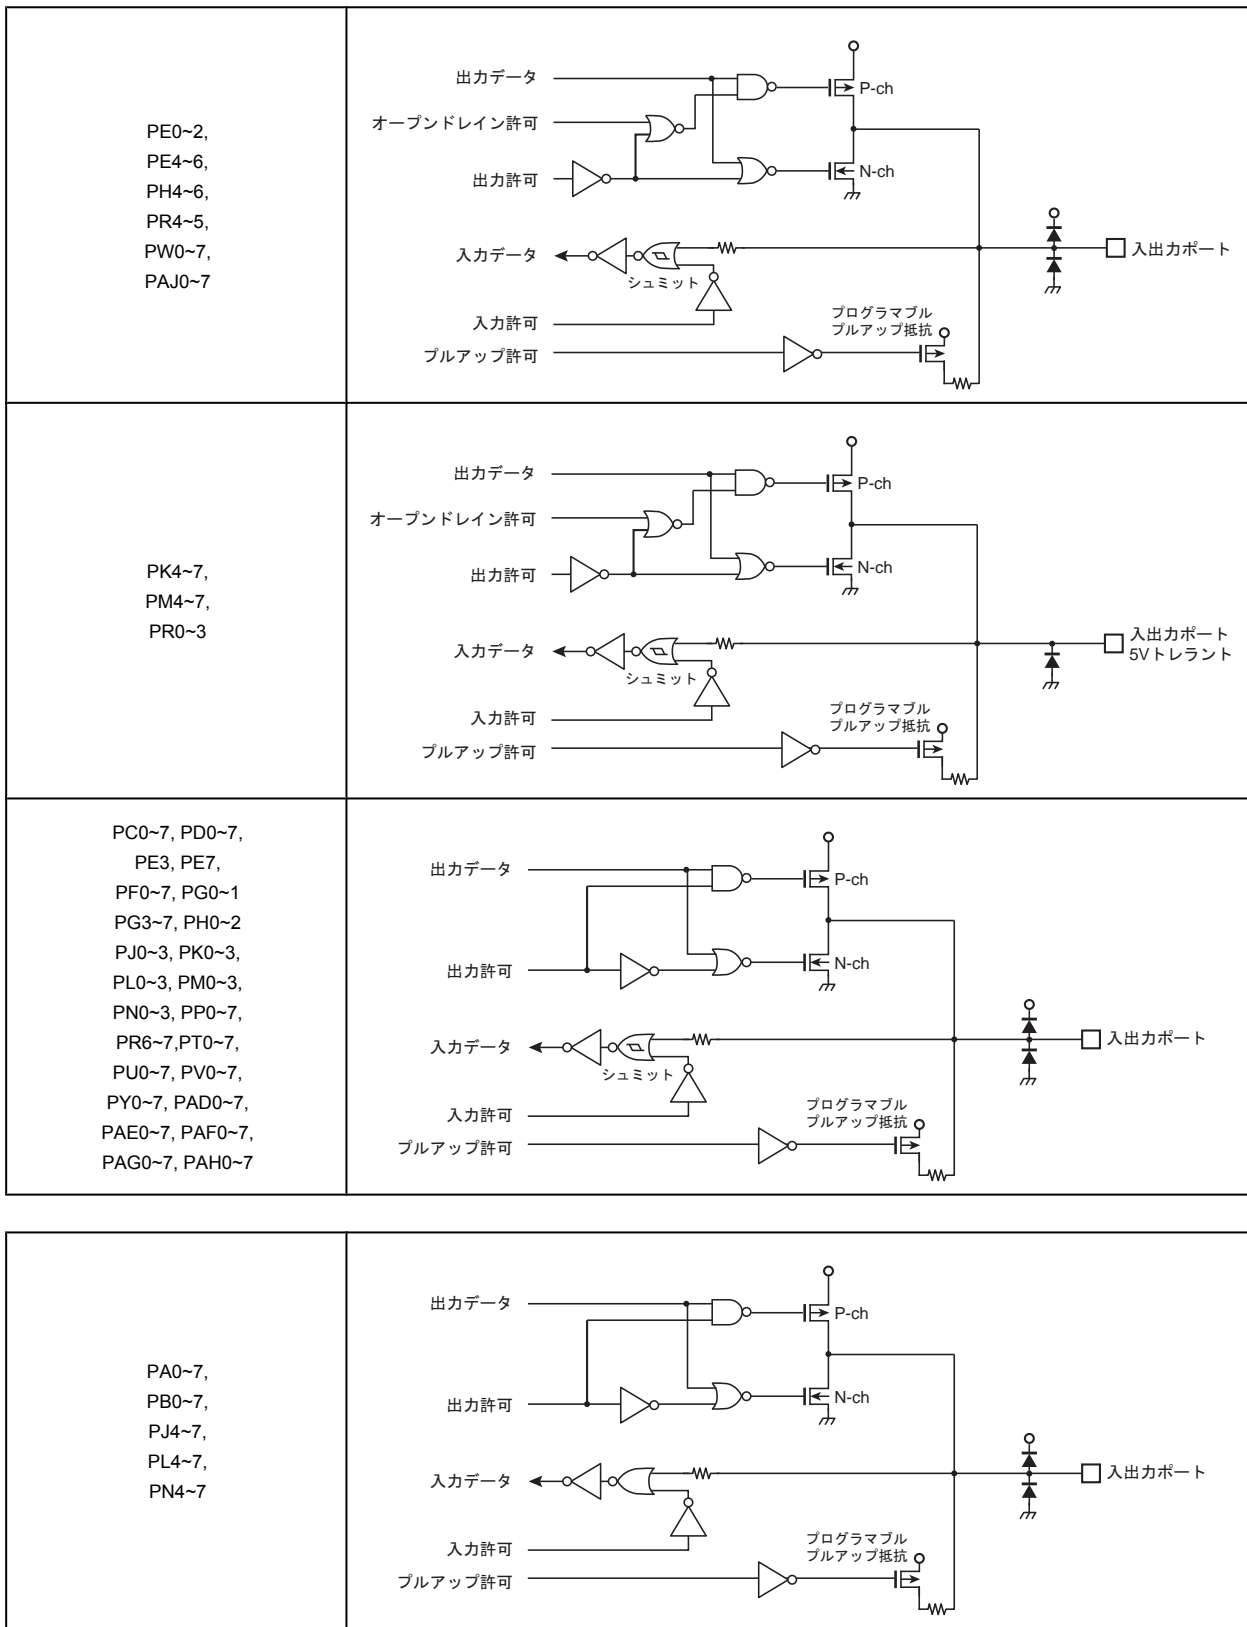 PE0~2,
PE4~6,
PH4~6,
PR4~5,
PW0~7,
PAJ0~7
出力データ
P-ch
オープンドレイン許可
出力許可
N-ch
入力データ
シュミット
入出力ポート
入力許可
プログラマブル
プルアップ抵抗
プルアップ許可
PK4~7,
PM4~7,
PR0~3
出力データ
P-ch
オープンドレイン許可
出力許可
N-ch
入力データ
シュミット
入出力ポート
5Vトレラント
入力許可
プログラマブル
プルアップ抵抗
プルアップ許可
PC0~7, PD0~7,
PE3, PE7,
PF0~7, PG0~1
PG3~7, PH0~2
PJ0~3, PK0~3,
PL0~3, PM0~3,
PN0~3, PP0~7,
PR6~7,PT0~7,
PU0~7, PV0~7,
PY0~7, PAD0~7,
PAE0~7, PAF0~7,
PAG0~7, PAH0~7
出力データ
P-ch
出力許可
N-ch
入力データ
シュミット
入出力ポート
入力許可
プログラマブル
プルアップ抵抗
プルアップ許可
PA0~7,
PB0~7,
PJ4~7,
PL4~7,
PN4~7
出力データ
P-ch
出力許可
N-ch
入力データ
入出力ポート
入力許可
プログラマブル
プルアップ抵抗
プルアップ許可